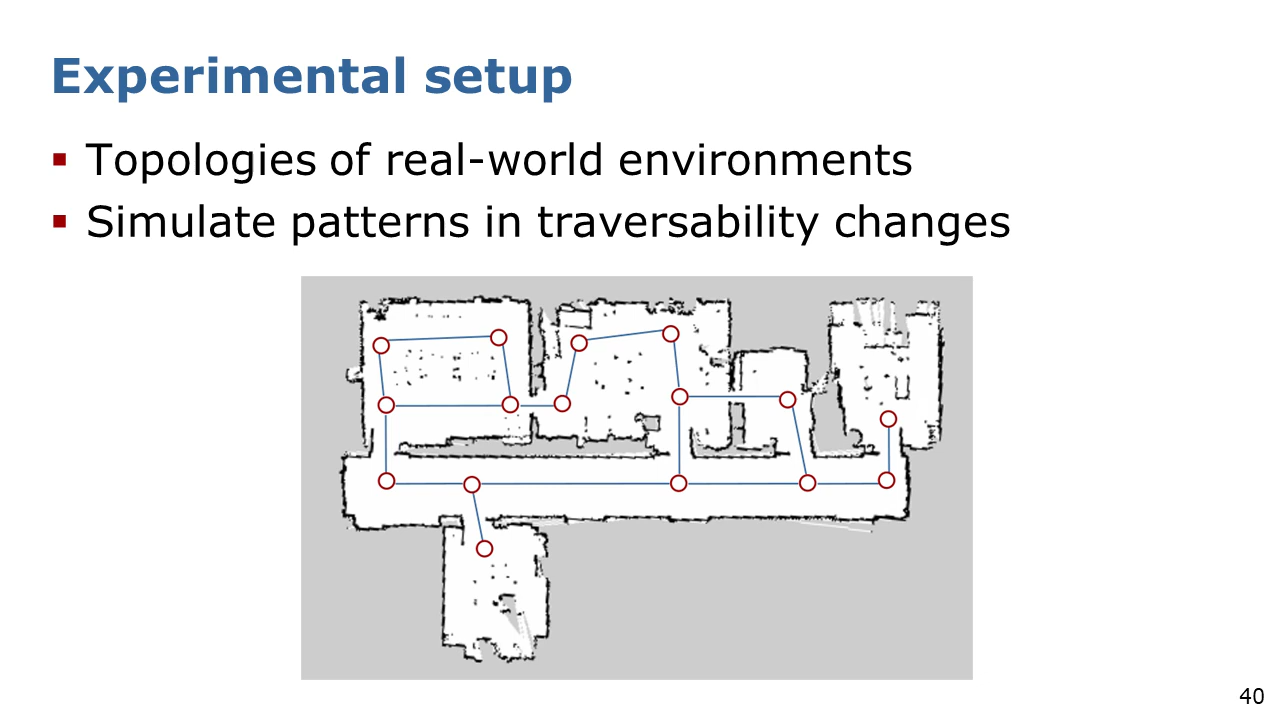 Experimental setup
Topologies of real-world environments
Simulate patterns in traversability changes
40